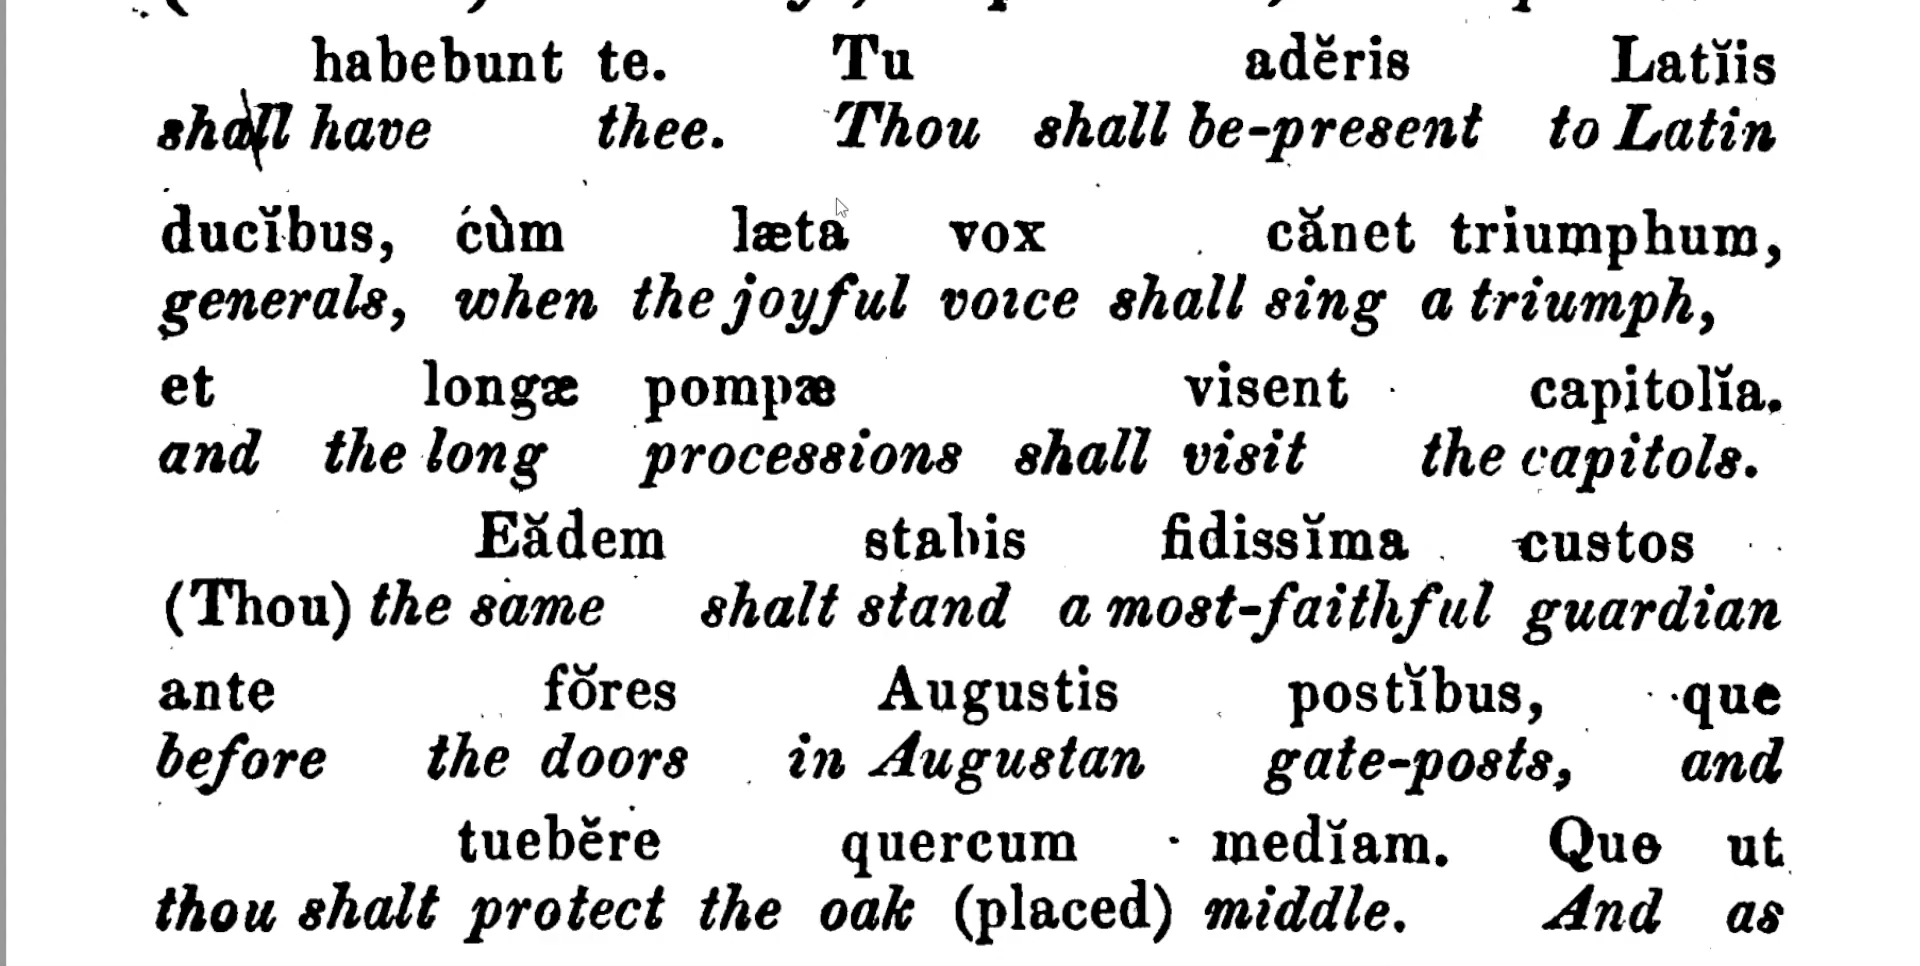 habebunt te. Tu adĕris Latĭis
shall have thee. Thou shall be-present to Latin
ducĭbus, cùm læta vox cănet triumphum,
generals, when the joyful voice shall sing a triumph,
et longæ pompæ visent capitolĭa.
and the long processions shall visit the capitols.
Eădem stabis fidissĭma custos
(Thou) the same shalt stand a most-faithful guardian
ante fŏres Augustis postĭbus, que
before the doors in Augustan gate-posts, and
tuebĕre quercum medĭam. Que ut
thou shalt protect the oak (placed) middle. And as